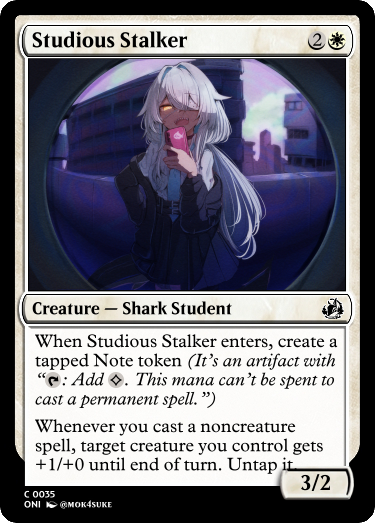 Studious Stalker 2
Creature — Shark Student
When Studious Stalker enters, create a
tapped Note token (It's an artifact with
“: Add . This mana can't be spent to
cast a permanent spell.”)
Whenever you cast a noncreature
spell, target creature you control gets
+1/+0 until end of turn. Untap it.
3/2
C 0035
ONI @MOK4SUKE